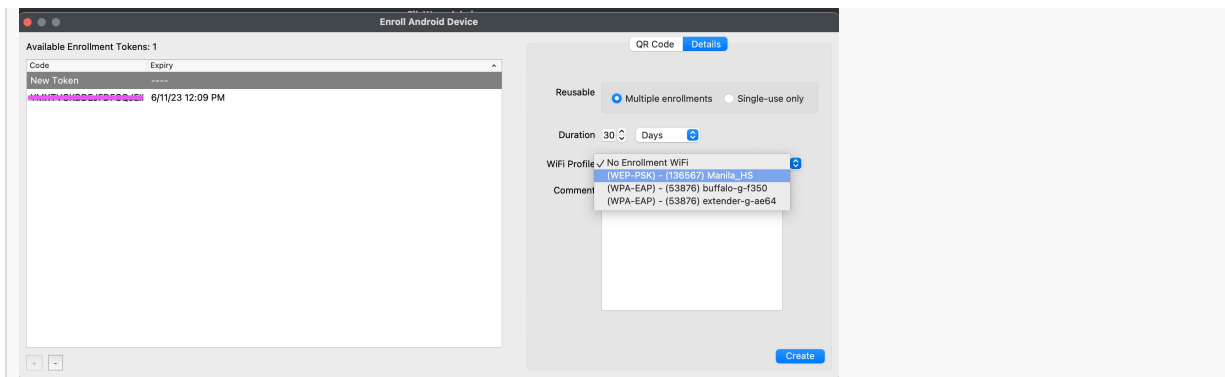 Enroll Android Device
Available Enrollment Tokens: 1
QR Code Details
Code Expiry
New Token ----
6/11/23 12:09 PM
Reusable Multiple enrollments Single-use only
Duration 30 Days
WiFi Profile ✓ No Enrollment WiFi
(WEP-PSK) - (136567) Manila_HS
Comment (WPA-EAP) - (53876) buffalo-g-f350
(WPA-EAP) - (53876) extender-g-ae64
+ -
Create